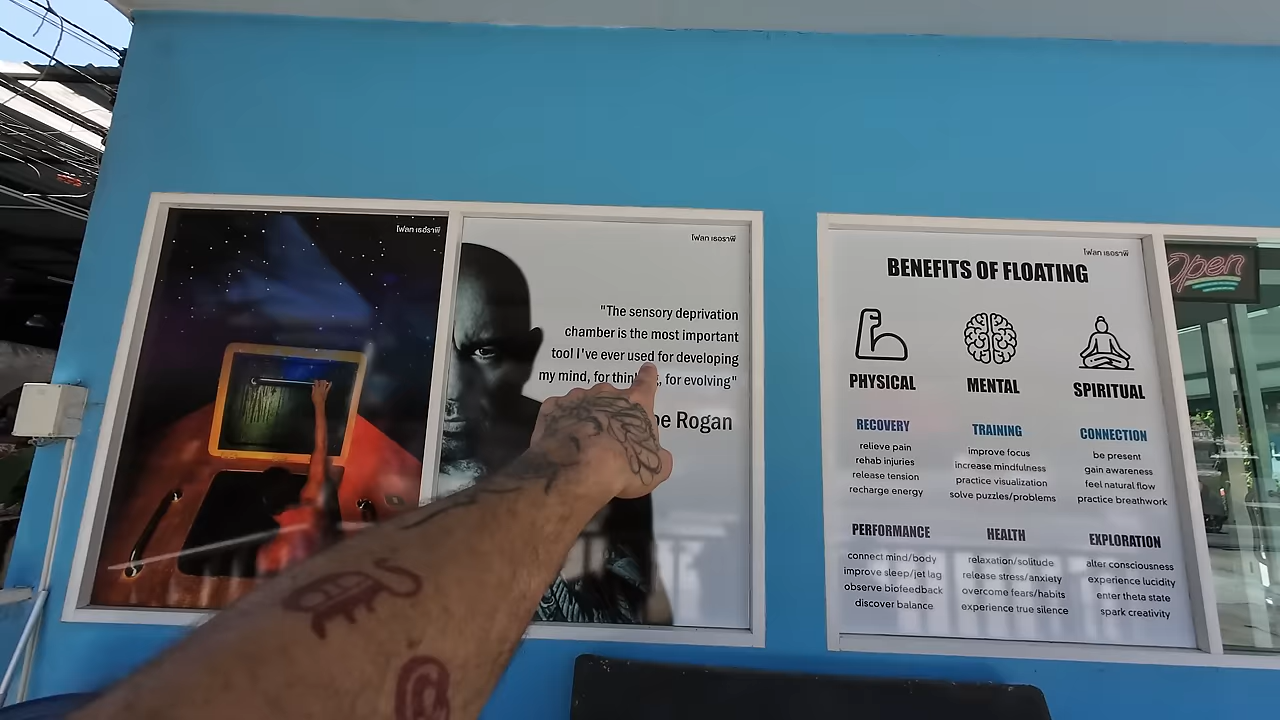 โฟลท เธอราพี
โฟลท เธอราพี
"The sensory deprivation
chamber is the most important
tool I've ever used for developing
my mind, for , for evolving"
Rogan
โฟลท เธอราพี
BENEFITS OF FLOATING
PHYSICAL
MENTAL
SPIRITUAL
RECOVERY
relieve pain
rehab injuries
release tension
recharge energy
TRAINING
improve focus
increase mindfulness
practice visualization
solve puzzles/problems
CONNECTION
be present
gain awareness
feel natural flow
practice breathwork
PERFORMANCE
connect mind/body
improve sleep/jet lag
observe biofeedback
discover balance
HEALTH
relaxation/solitude
release stress/anxiety
overcome fears/habits
experience true silence
EXPLORATION
alter consciousness
experience lucidity
enter theta state
spark creativity
Open